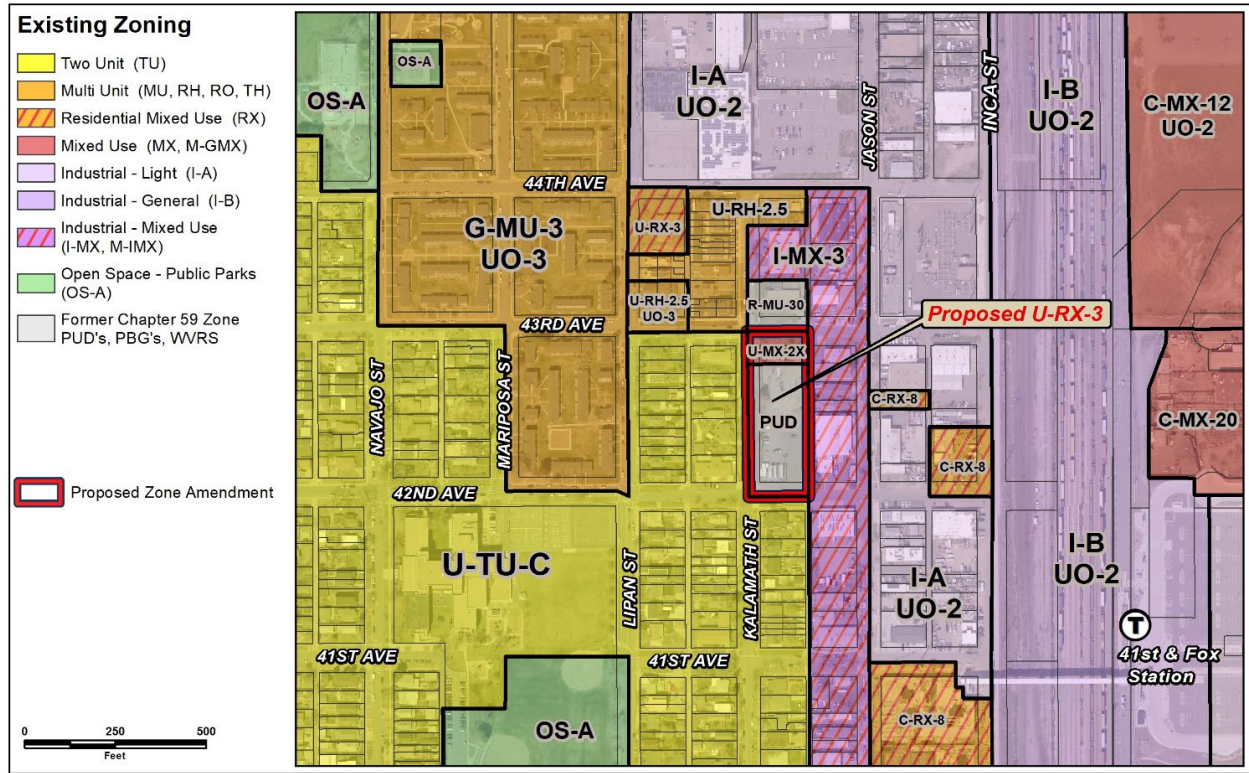 Existing Zoning
Two Unit (TU)
Multi Unit (MU, RH, RO, TH)
Residential Mixed Use (RX)
Mixed Use (MX, M-GMX)
Industrial - Light (I-A)
Industrial - General (I-B)
Industrial - Mixed Use
(I-MX, M-IMX)
Open Space - Public Parks
(OS-A)
Former Chapter 59 Zone
PUD's, PBG's, WVRS
Proposed Zone Amendment
0 250 500
Feet
OS-A
OS-A
I-A
UO-2
JASON ST
INCA ST
I-B
UO-2
C-MX-12
UO-2
44TH AVE
G-MU-3
UO-3
U-RX-3
U-RH-2.5
I-MX-3
U-RH-2.5
UO-3
R-MU-30
43RD AVE
Proposed U-RX-3
U-MX-2X
PUD
C-RX-8
C-RX-8
C-MX-20
NAVAJO ST
MARIPOSA ST
42ND AVE
U-TU-C
LIPAN ST
KALAMATH ST
I-A
UO-2
I-B
UO-2
T
41st & Fox
Station
41ST AVE
41ST AVE
OS-A
C-RX-8